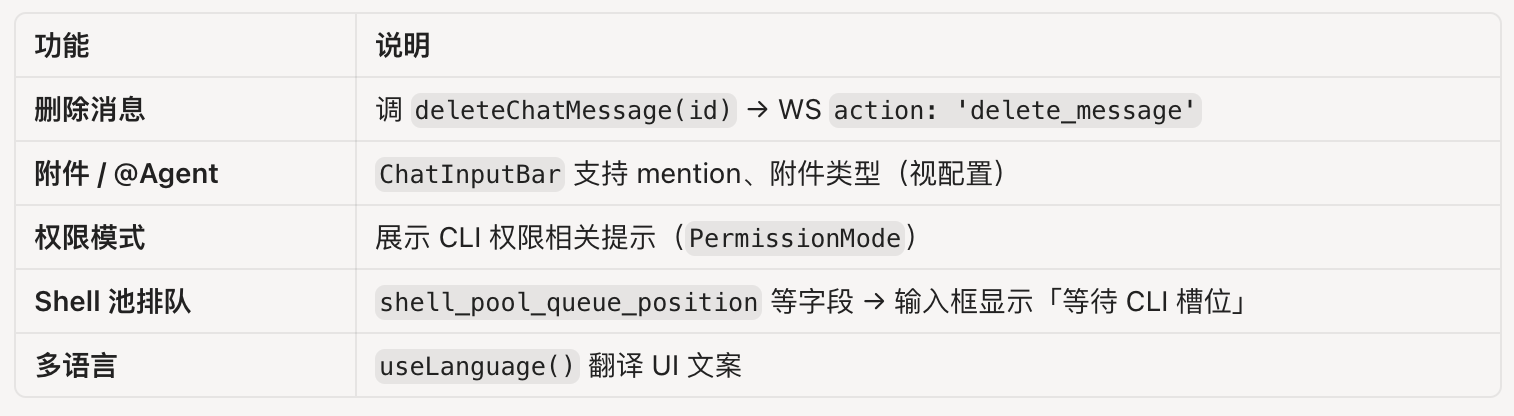 功能 说明
删除消息 调 deleteChatMessage(id) → WS action: 'delete_message'
附件 / @Agent ChatInputBar 支持 mention、附件类型（视配置）
权限模式 展示 CLI 权限相关提示（PermissionMode）
Shell 池排队 shell_pool_queue_position 等字段 → 输入框显示「等待 CLI 槽位」
多语言 useLanguage() 翻译 UI 文案